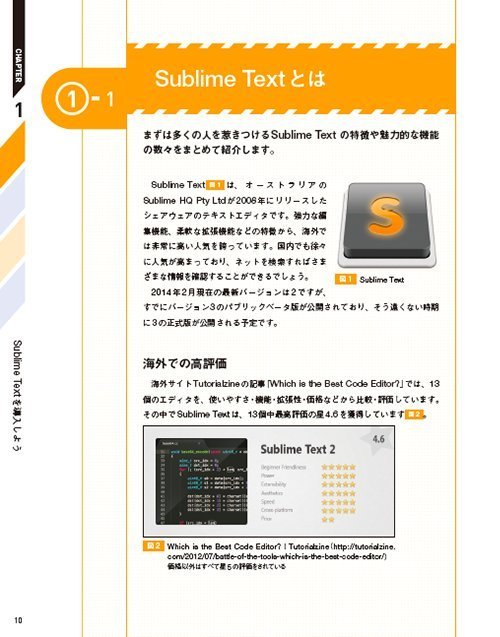 CHAPTER
1
Sublime Textを導入しよう
1-1
Sublime Textとは
まずは多くの人を惹きつけるSublime Text の特徴や魅力的な機能
の数々をまとめて紹介します。
Sublime Text 図1 は、オーストラリアの
Sublime HQ Pty Ltdが2008年にリリースした
シェアウェアのテキストエディタです。強力な編
集機能、柔軟な拡張機能などの特徴から、海外で
は非常に高い人気を誇っています。国内でも徐々
に人気が高まっており、ネットを検索すればさま
ざまな情報を確認することができるでしょう。
2014年2月現在の最新バージョンは2ですが、
すでにバージョン3のパブリックベータ版が公開されており、そう遠くない時期
に3の正式版が公開される予定です。
S
図1 Sublime Text
海外での高評価
海外サイトTutorialzineの記事「Which is the Best Code Editor?」では、13
個のエディタを、使いやすさ・機能・拡張性・価格などから比較・評価しています。
その中でSublime Textは、13個中最高評価の星4.6を獲得しています 図2 。
4.6
Sublime Text 2
Beginner Friendliness
Power
Extensibility
Aesthetics
Speed
Cross-platform
Price
図2 Which is the Best Code Editor? | Tutorialzine（http://tutorialzine.
com/2012/07/battle-of-the-tools-which-is-the-best-code-editor/）
価格以外はすべて星5の評価をされている
10